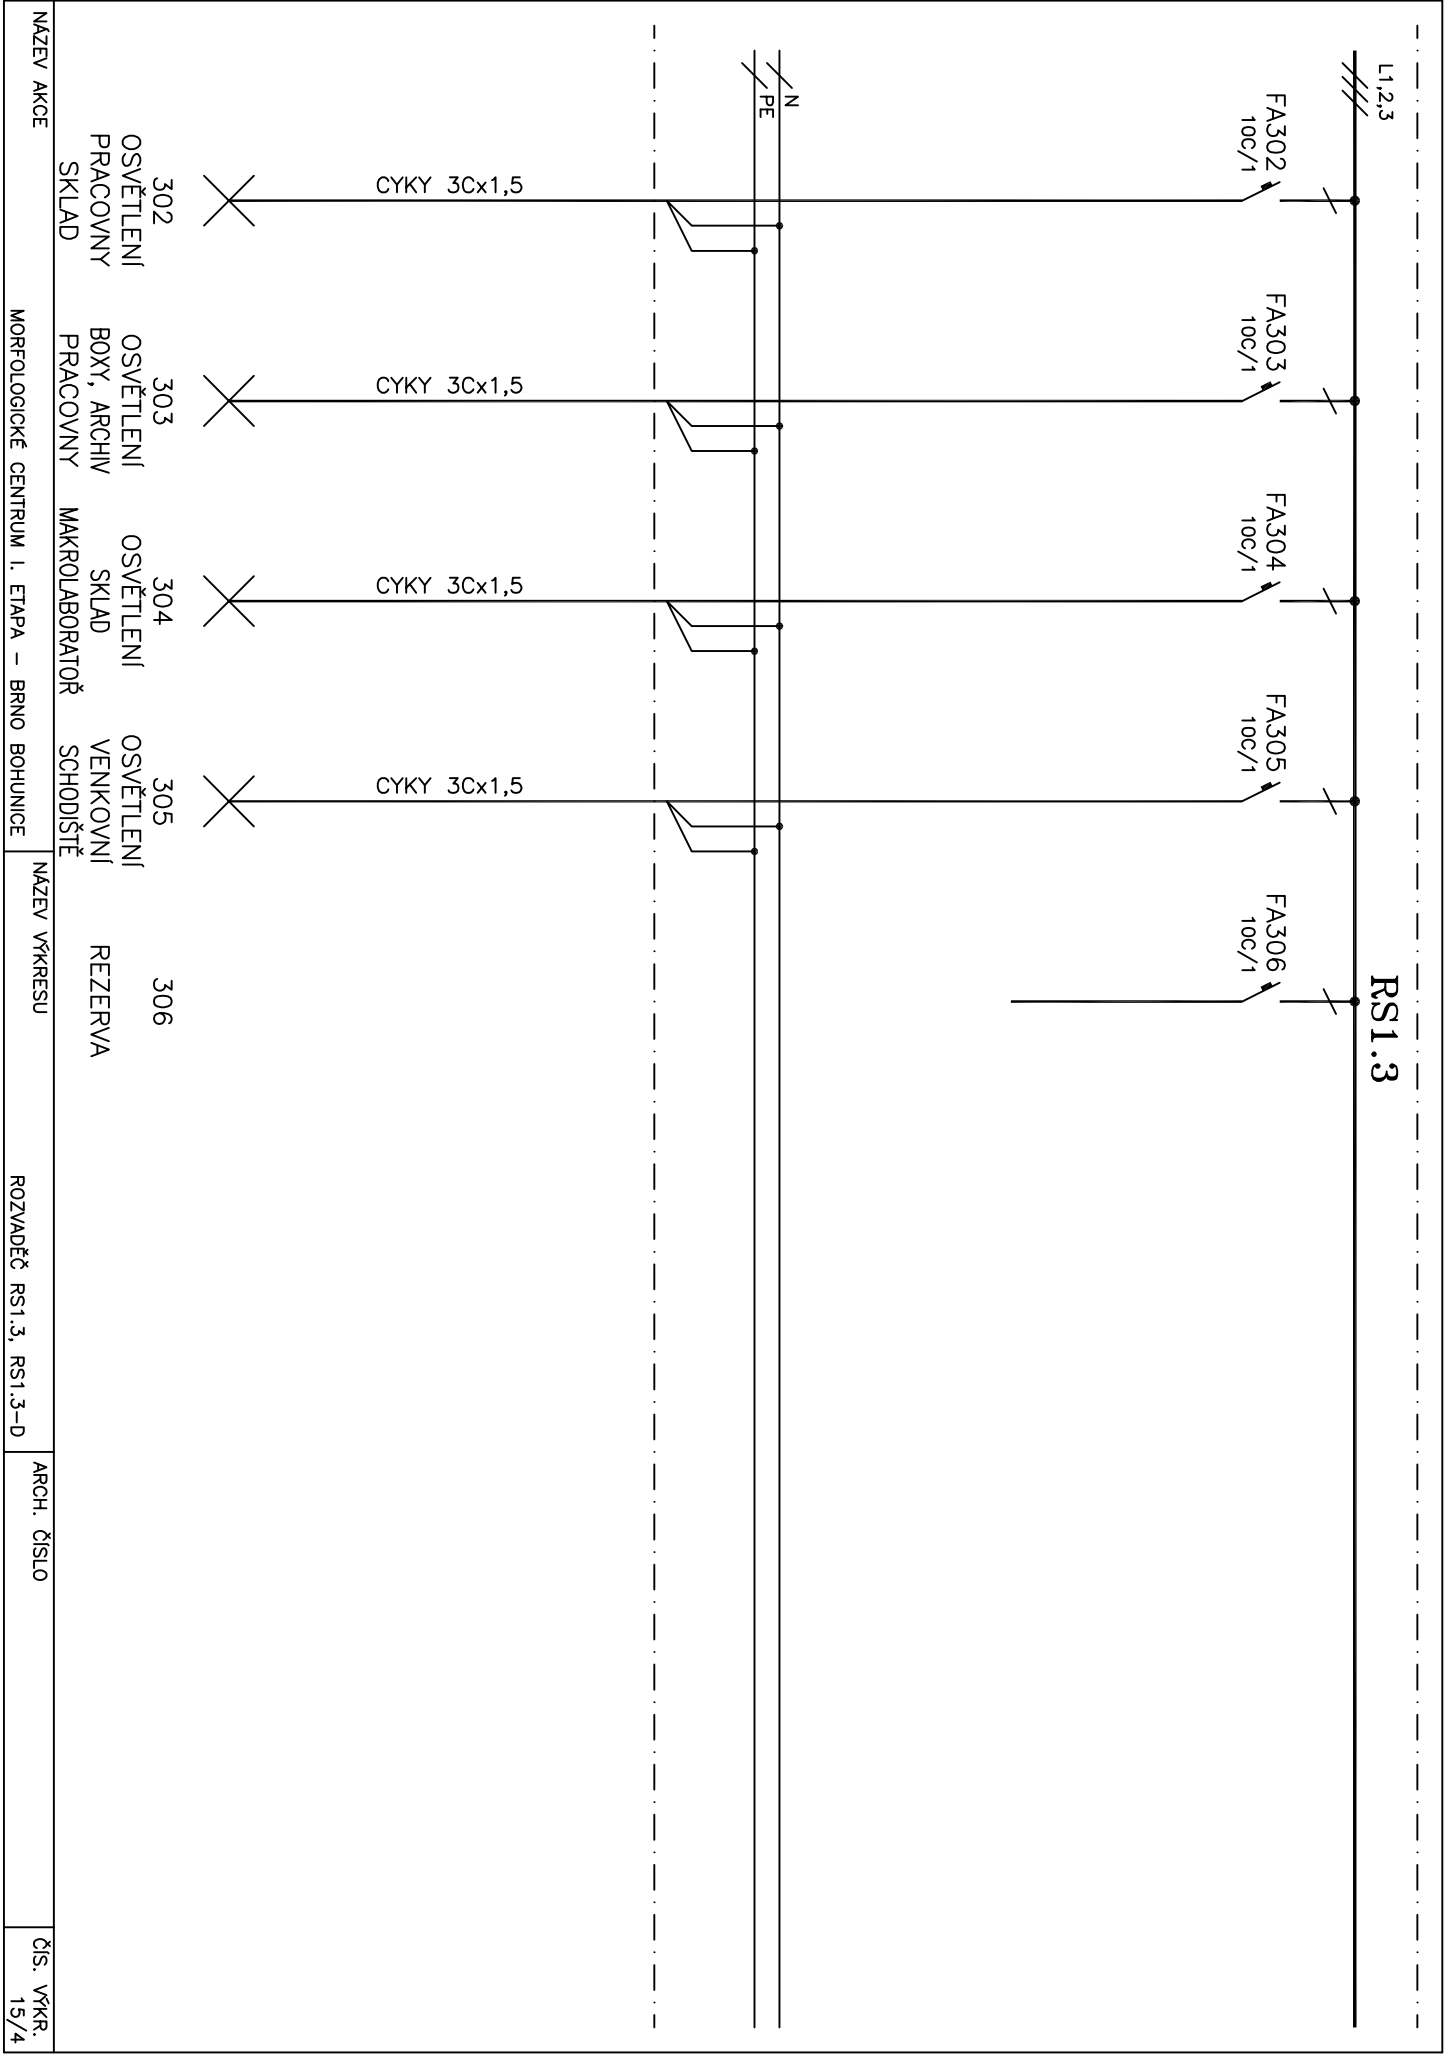 RS1.3
L1,2,3
FA302
10C/1
FA303
10C/1
FA304
10C/1
FA305
10C/1
FA306
10C/1
N
PE
CYKY 3Cx1,5
CYKY 3Cx1,5
CYKY 3Cx1,5
CYKY 3Cx1,5
302
OSVĚTLENÍ
PRACOVNY
SKLAD
303
OSVĚTLENÍ
BOXY, ARCHIV
PRACOVNY
304
OSVĚTLENÍ
SKLAD
MAKROLABORATOŘ
305
OSVĚTLENÍ
VENKOVNÍ
SCHODIŠTĚ
306
REZERVA
NÁZEV AKCE
MORFOLOGICKÉ CENTRUM I. ETAPA – BRNO BOHUNICE
NÁZEV VÝKRESU
ROZVADĚČ RS1.3, RS1.3–D
ARCH. ČÍSLO
ČÍS. VÝKR.
15/4